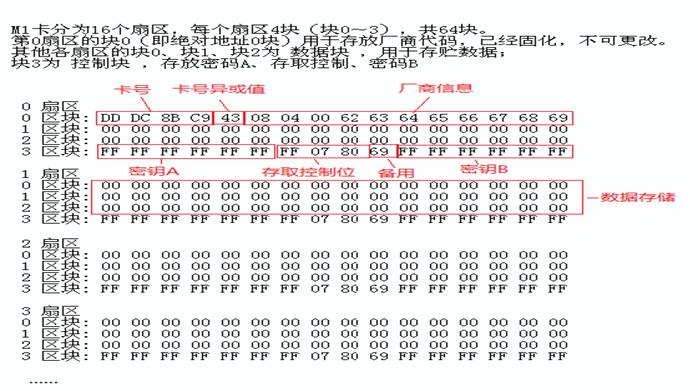 M1卡分为16个扇区，每个扇区4块（块0～3），共64块。
第0扇区的块0（即绝对地址0块）用于存放厂商代码，已经固化，不可更改。
其他各扇区的块0、块1、块2为 数据块 ，用于存贮数据；
块3为 控制块 ，存放密码A、存取控制、密码B
卡号 卡号异或值 厂商信息
0 扇区
0 区块: DD DC 8B C9 43 08 04 00 62 63 64 65 66 67 68 69
1 区块: 00 00 00 00 00 00 00 00 00 00 00 00 00 00 00 00
2 区块: 00 00 00 00 00 00 00 00 00 00 00 00 00 00 00 00
3 区块: FF FF FF FF FF FF FF 07 80 69 FF FF FF FF FF FF
密钥A 存取控制位 备用 密钥B
1 扇区
0 区块: 00 00 00 00 00 00 00 00 00 00 00 00 00 00 00 00
1 区块: 00 00 00 00 00 00 00 00 00 00 00 00 00 00 00 00
2 区块: 00 00 00 00 00 00 00 00 00 00 00 00 00 00 00 00
数据存储
3 区块: FF FF FF FF FF FF FF 07 80 69 FF FF FF FF FF FF
2 扇区
0 区块: 00 00 00 00 00 00 00 00 00 00 00 00 00 00 00 00
1 区块: 00 00 00 00 00 00 00 00 00 00 00 00 00 00 00 00
2 区块: 00 00 00 00 00 00 00 00 00 00 00 00 00 00 00 00
3 区块: FF FF FF FF FF FF FF 07 80 69 FF FF FF FF FF FF
3 扇区
0 区块: 00 00 00 00 00 00 00 00 00 00 00 00 00 00 00 00
1 区块: 00 00 00 00 00 00 00 00 00 00 00 00 00 00 00 00
2 区块: 00 00 00 00 00 00 00 00 00 00 00 00 00 00 00 00
3 区块: FF FF FF FF FF FF FF 07 80 69 FF FF FF FF FF FF
……